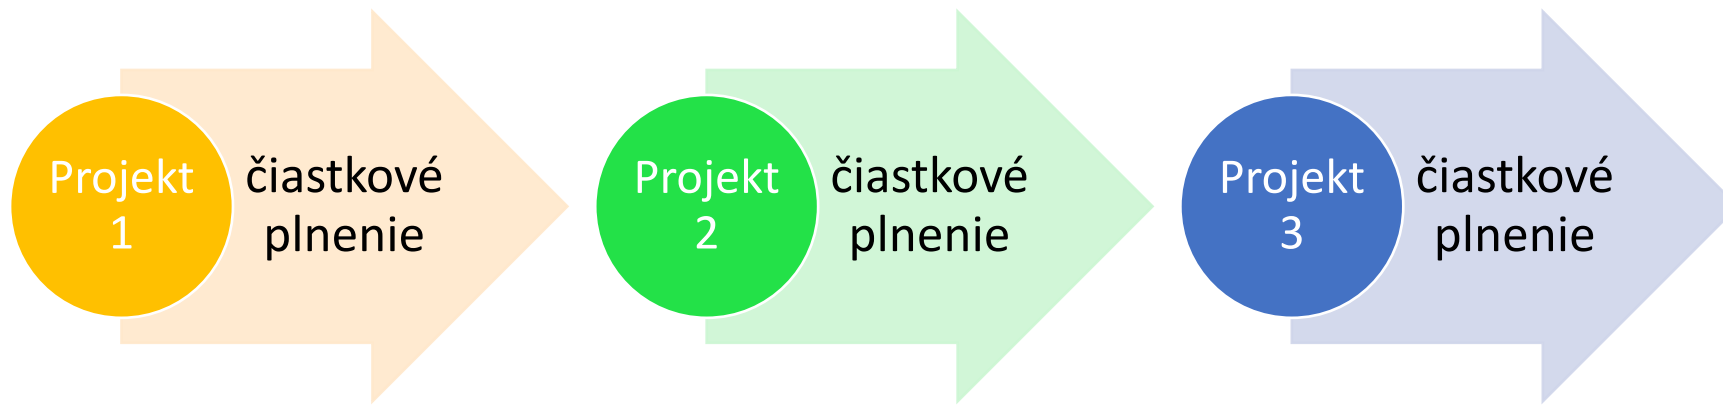 Projekt
1
čiastkové
plnenie
Projekt
2
čiastkové
plnenie
Projekt
3
čiastkové
plnenie